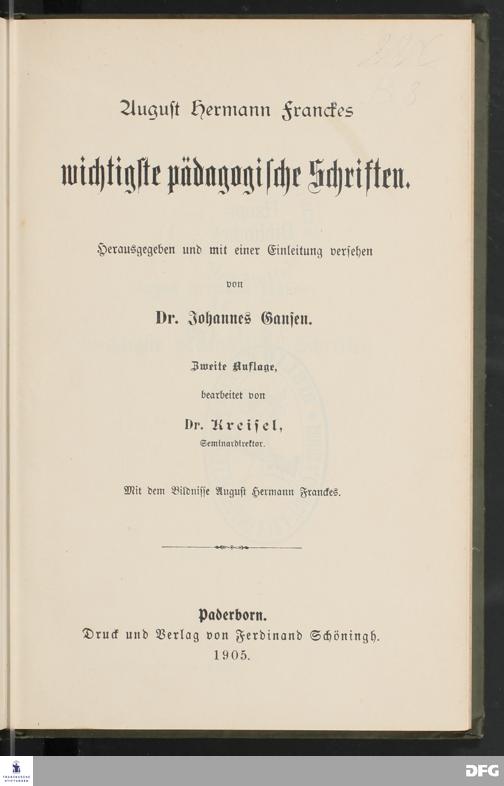 August Hermann Franckes
wichtigste pädagogische Schriften.
Herausgegeben und mit einer Einleitung versehen
von
Dr. Johannes Gansen.
Zweite Auflage,
bearbeitet von
Dr. Kreisel,
Seminardirektor.
Mit dem Bildnisse August Hermann Franckes.
Paderborn.
Druck und Verlag von Ferdinand Schöningh.
1905.
FRANCKESCHE
STIFTUNGEN
DFG